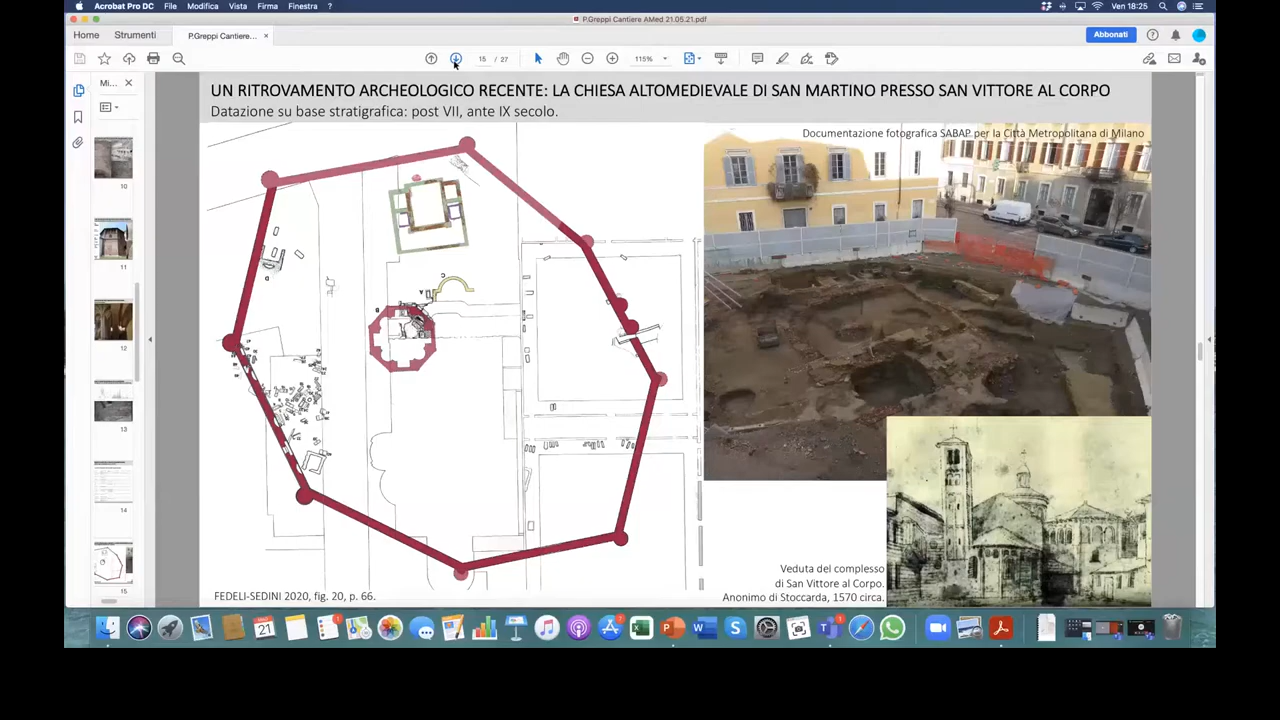 Acrobat Pro DC File Modifica Vista Firma Finestra ? Ven 18:25
P.Greppi Cantiere AMed 21.05.21.pdf
Home Strumenti P.Greppi Cantiere... × Abbonati
15 / 27 115%
Mi... ×
UN RITROVAMENTO ARCHEOLOGICO RECENTE: LA CHIESA ALTOMEDIEVALE DI SAN MARTINO PRESSO SAN VITTORE AL CORPO
Datazione su base stratigrafica: post VII, ante IX secolo.
Documentazione fotografica SABAP per la Città Metropolitana di Milano
10
11
12
13
14
15
Veduta del complesso
di San Vittore al Corpo.
Anonimo di Stoccarda, 1570 circa.
FEDELI-SEDINI 2020, fig. 20, p. 66.